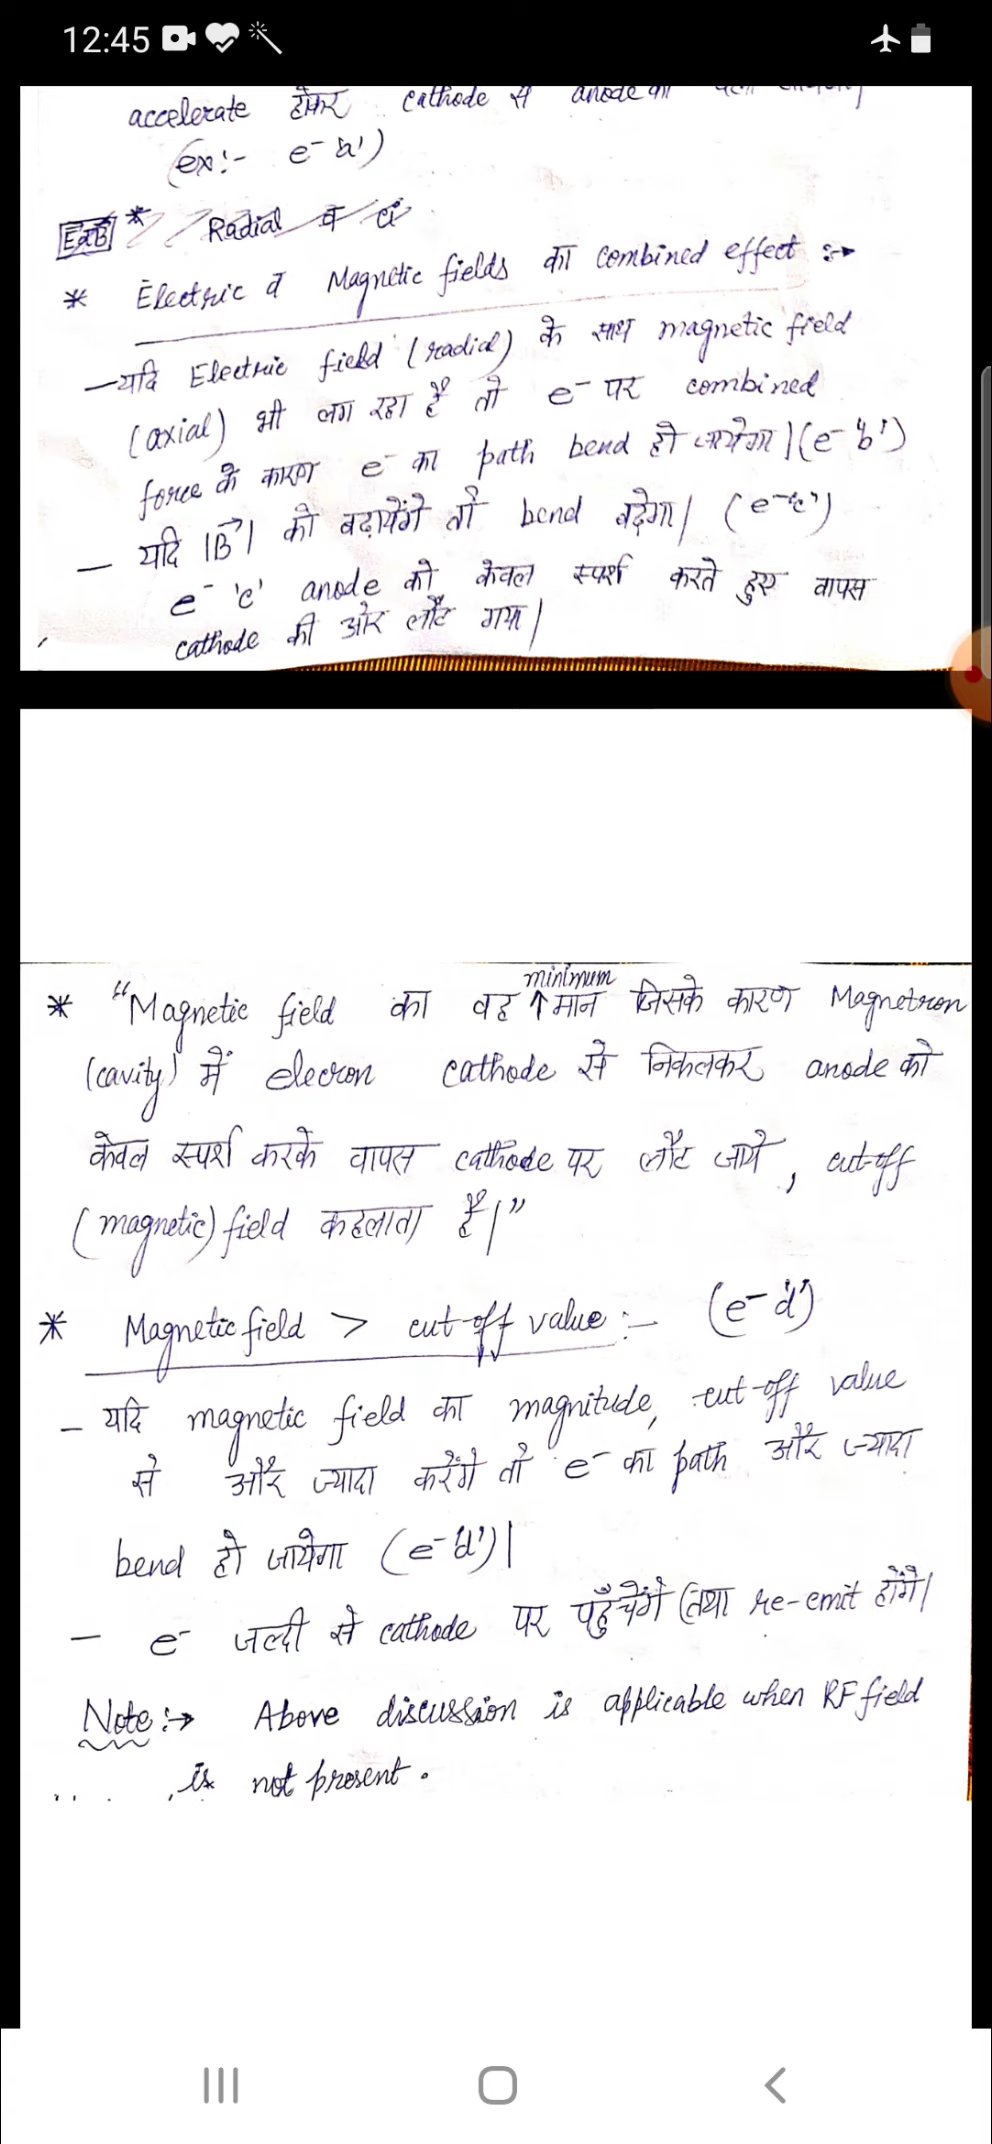 12:45
accelerate होकर cathode से anode
(ex:- e⁻ 'a')
E&B * Radial व
* Electric व Magnetic fields का combined effect :→
— यदि Electric field (radial) के साथ magnetic field
(axial) भी लग रहा है तो e⁻ पर combined
force के कारण e⁻ का path bend हो जायेगा | (e⁻ 'b')
— यदि |B⃗| को बढ़ायेंगे तो bend बढ़ेगा | (e⁻ 'c')
e⁻ 'c' anode को केवल स्पर्श करते हुए वापस
cathode की ओर लौट गया |
* "Magnetic field का वह ↑ minimum मान जिसके कारण Magnetron
(cavity) में elecron cathode से निकलकर anode को
केवल स्पर्श करके वापस cathode पर लौट जाये, cut-off
(magnetic) field कहलाता है |"
* Magnetic field > cut-off value :- (e⁻ 'd')
- यदि magnetic field का magnitude, cut-off value
से और ज्यादा करेंगे तो e⁻ का path और ज्यादा
bend हो जायेगा (e⁻ 'd') |
— e⁻ जल्दी से cathode पर पहुँचेंगे (तथा re-emit होंगे |
Note :→ Above discussion is applicable when RF field
is not present.